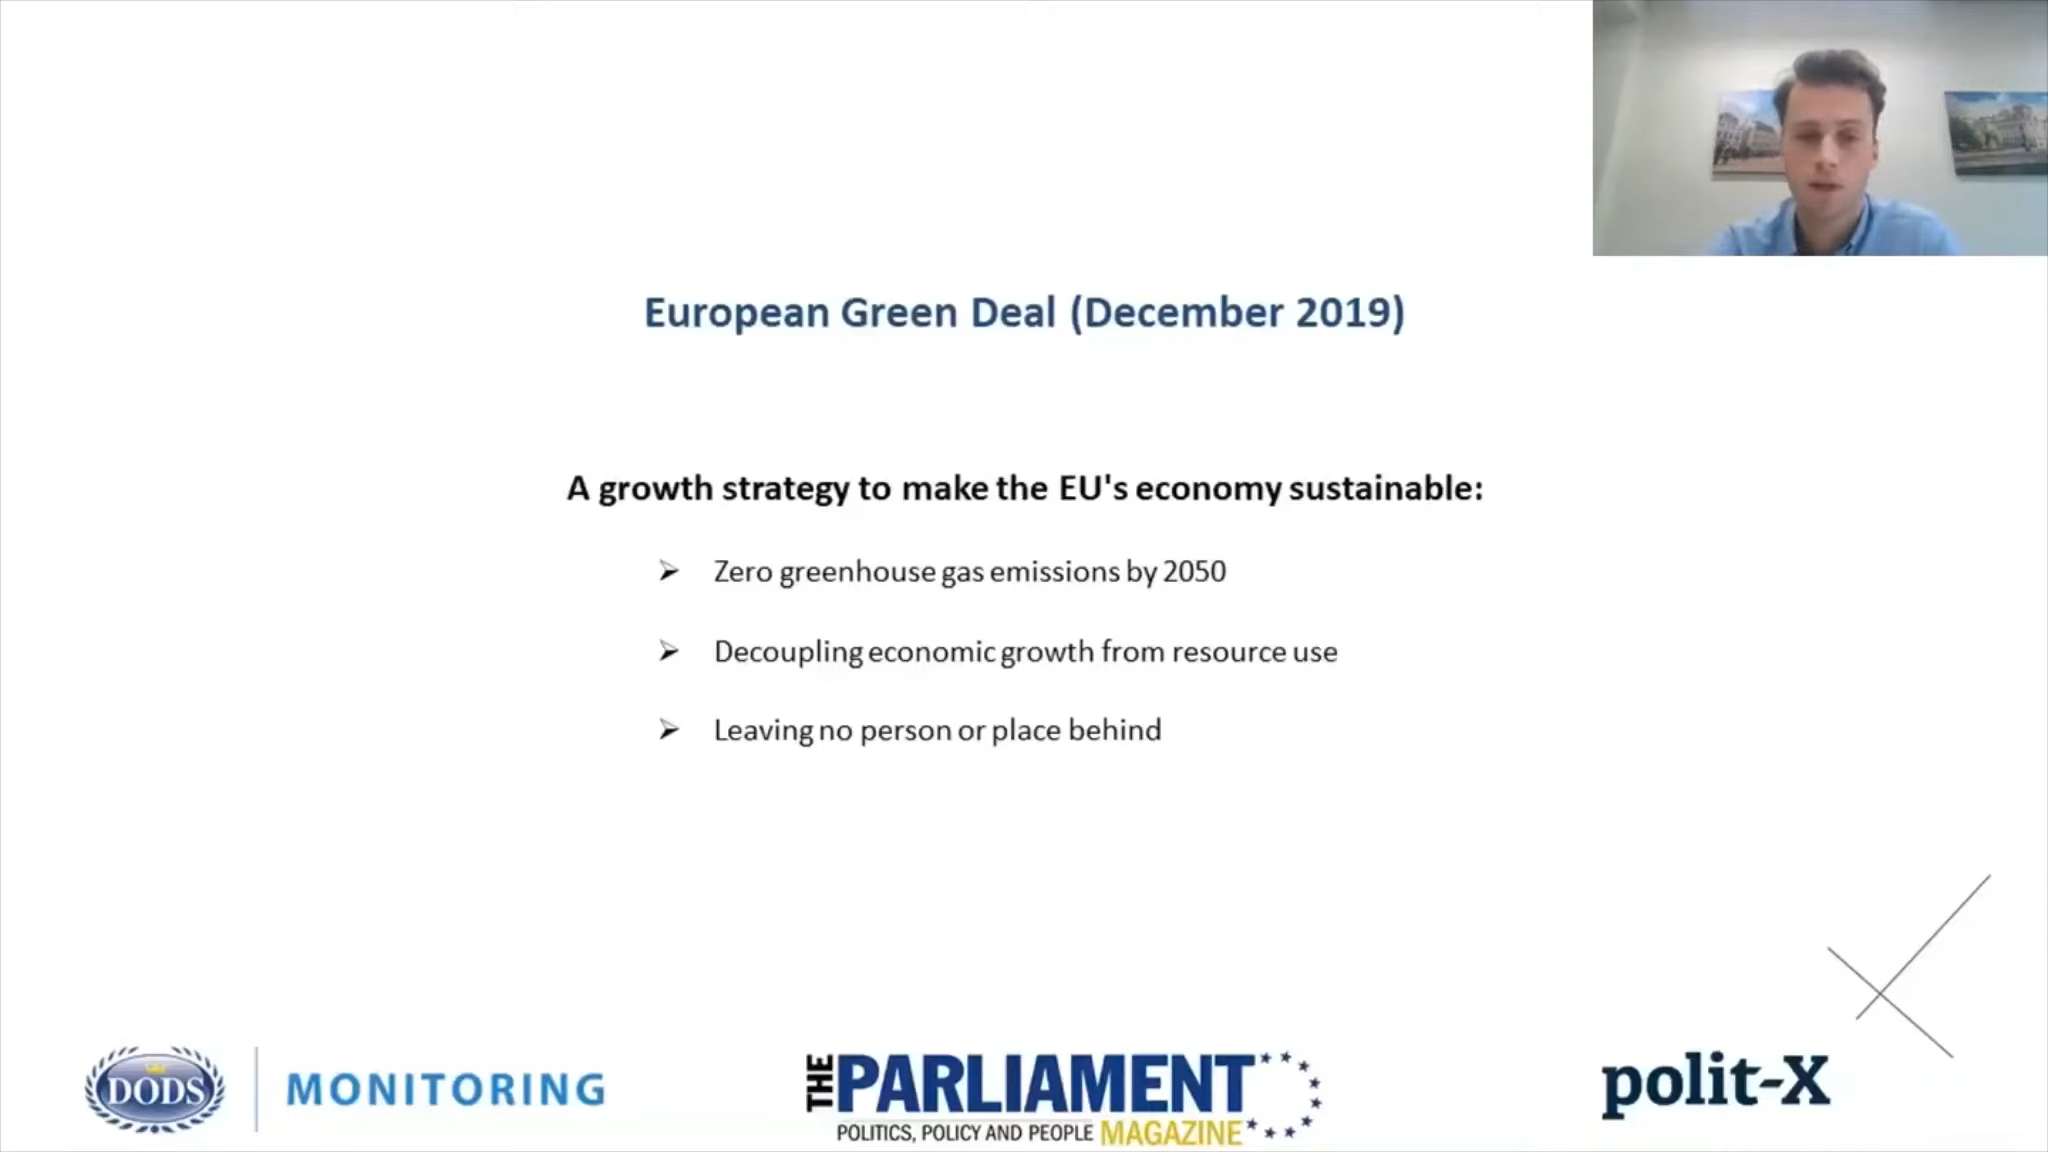 European Green Deal (December 2019)
A growth strategy to make the EU's economy sustainable:
➢ Zero greenhouse gas emissions by 2050
➢ Decoupling economic growth from resource use
➢ Leaving no person or place behind
DODS MONITORING
THE PARLIAMENT
POLITICS, POLICY AND PEOPLE MAGAZINE
polit-X